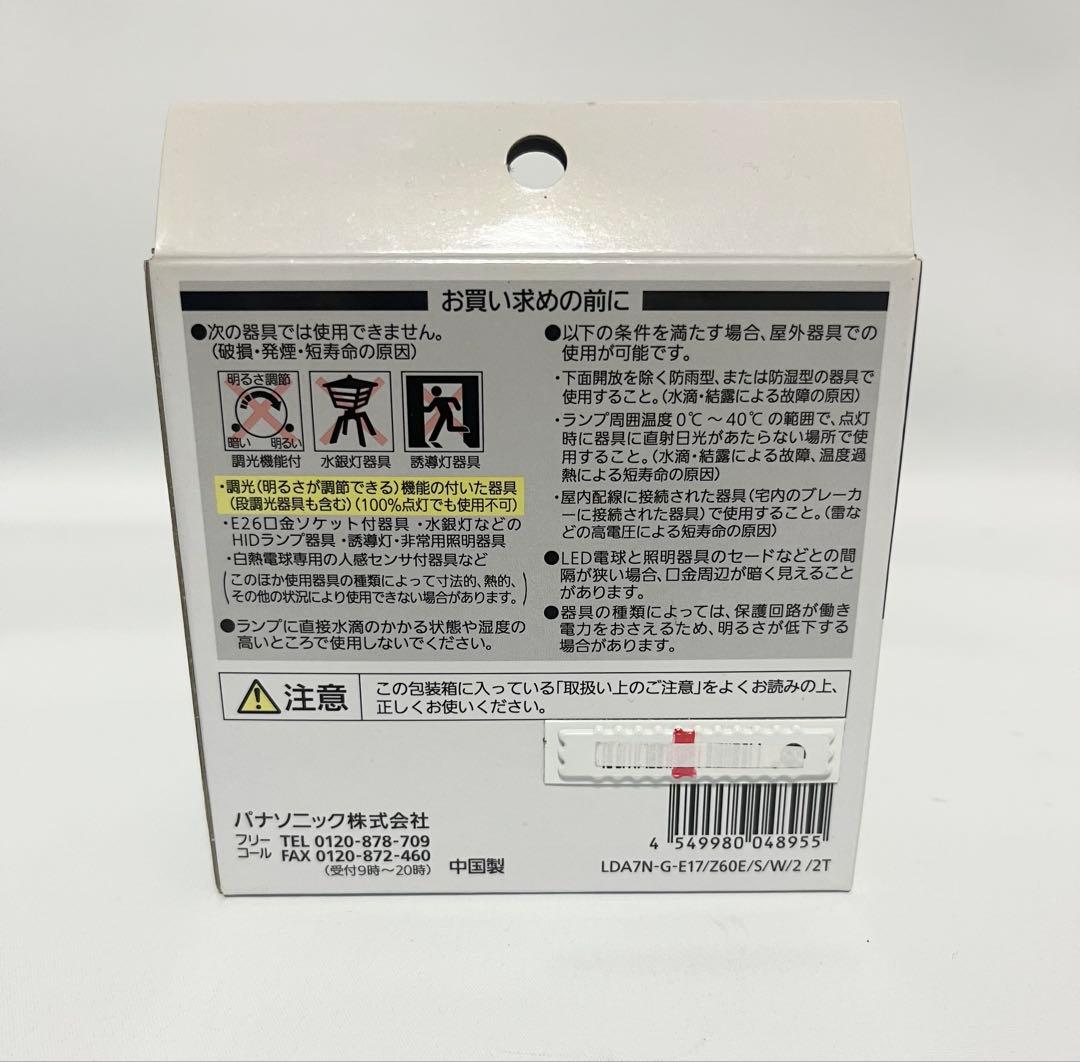 お買い求めの前に
●次の器具では使用できません。
(破損・発煙・短寿命の原因)
明るさ調節
暗い 明るい
調光機能付 水銀灯器具 誘導灯器具
・調光(明るさが調節できる)機能の付いた器具
(段調光器具も含む)(100%点灯でも使用不可)
・E26口金ソケット付器具 ・水銀灯などの
HIDランプ器具 ・誘導灯・非常用照明器具
・白熱電球専用の人感センサ付器具など
(このほか使用器具の種類によって寸法的、熱的、
その他の状況により使用できない場合があります。)
●ランプに直接水滴のかかる状態や湿度の
高いところで使用しないでください。
●以下の条件を満たす場合、屋外器具での
使用が可能です。
・下面開放を除く防雨型、または防湿型の器具で
使用すること。(水滴・結露による故障の原因)
・ランプ周囲温度0℃～40℃の範囲で、点灯
時に器具に直射日光があたらない場所で使
用すること。(水滴・結露による故障、温度過
熱による短寿命の原因)
・屋内配線に接続された器具(宅内のブレーカ
ーに接続された器具)で使用すること。(雷な
どの高電圧による短寿命の原因)
●LED電球と照明器具のセードなどとの間
隔が狭い場合、口金周辺が暗く見えること
があります。
●器具の種類によっては、保護回路が働き
電力をおさえるため、明るさが低下する
場合があります。
注意
この包装箱に入っている「取扱い上のご注意」をよくお読みの上、
正しくお使いください。
パナソニック株式会社
フリーコール TEL 0120-878-709
FAX 0120-872-460
(受付9時～20時)
中国製
4 549980 048955
LDA7N-G-E17/Z60E/S/W/2 /2T